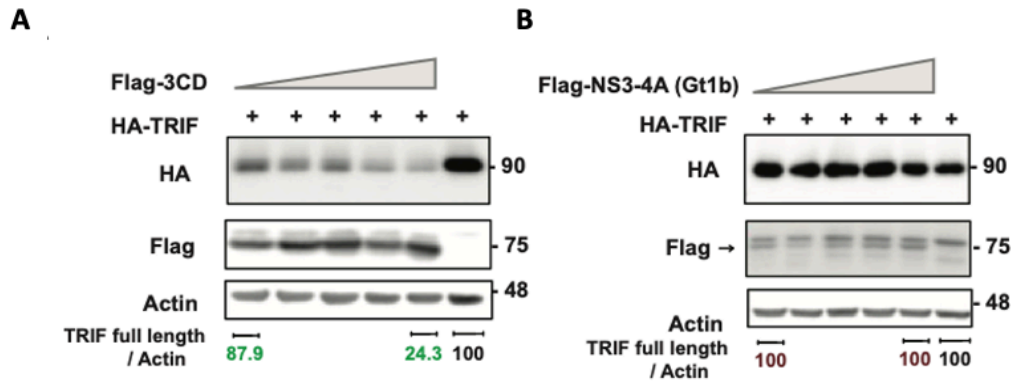 A
Flag-3CD
HA-TRIF + + + + + +
HA - 90
Flag - 75
Actin - 48
TRIF full length / Actin
87.9 24.3 100
B
Flag-NS3-4A (Gt1b)
HA-TRIF + + + + + +
HA - 90
Flag → - 75
Actin - 48
TRIF full length / Actin
100 100 100